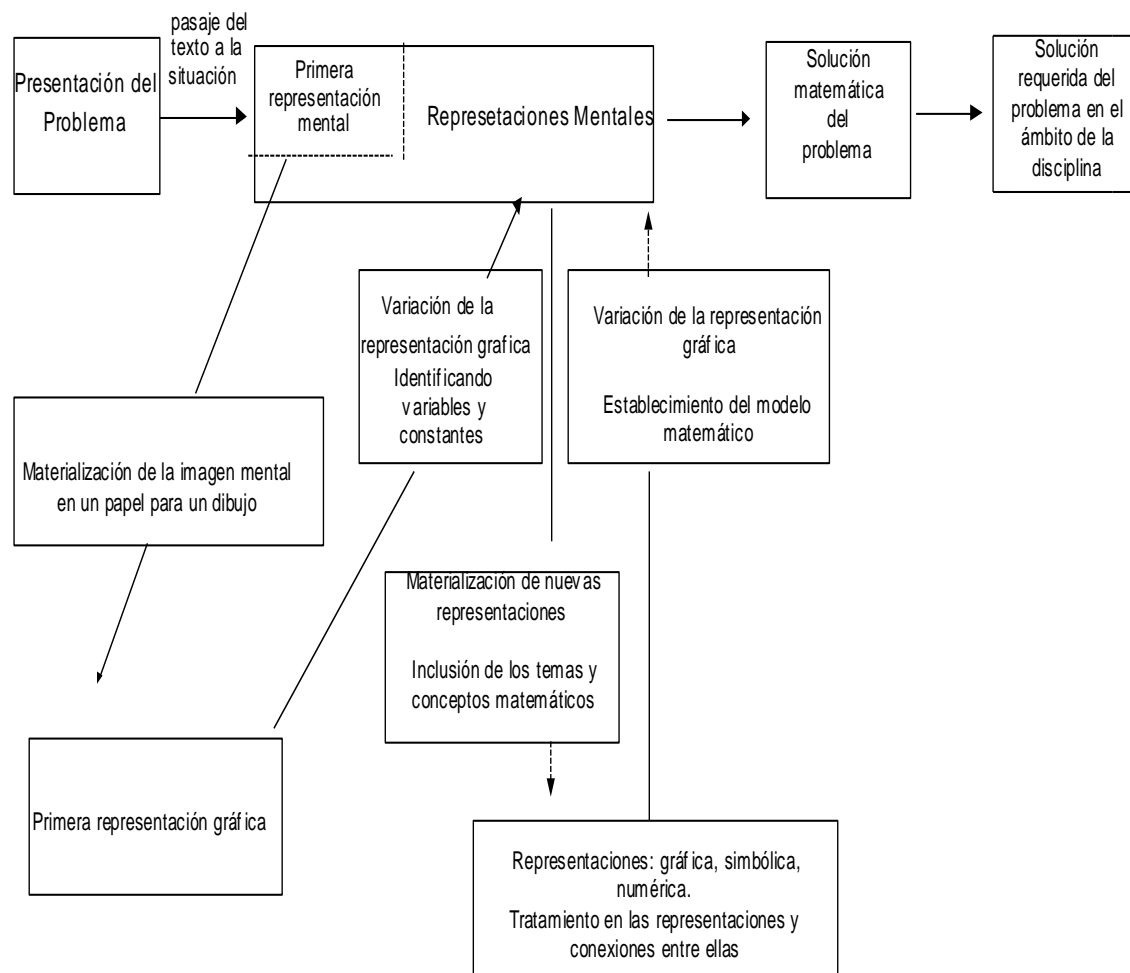 pasaje del
texto a la
situación
Presentación del
Problema
Primera
representación
mental
Represetaciones Mentales
Solución
matemática
del
problema
Solución
requerida del
problema en el
ámbito de la
disciplina
Variación de la
representación grafica
Identificando
variables y
constantes
Variación de la representación
gráfica
Establecimiento del modelo
matemático
Materialización de la imagen mental
en un papel para un dibujo
Materialización de nuevas
representaciones
Inclusión de los temas y
conceptos matemáticos
Primera representación gráfica
Representaciones: gráfica, simbólica,
numérica.
Tratamiento en las representaciones y
conexiones entre ellas